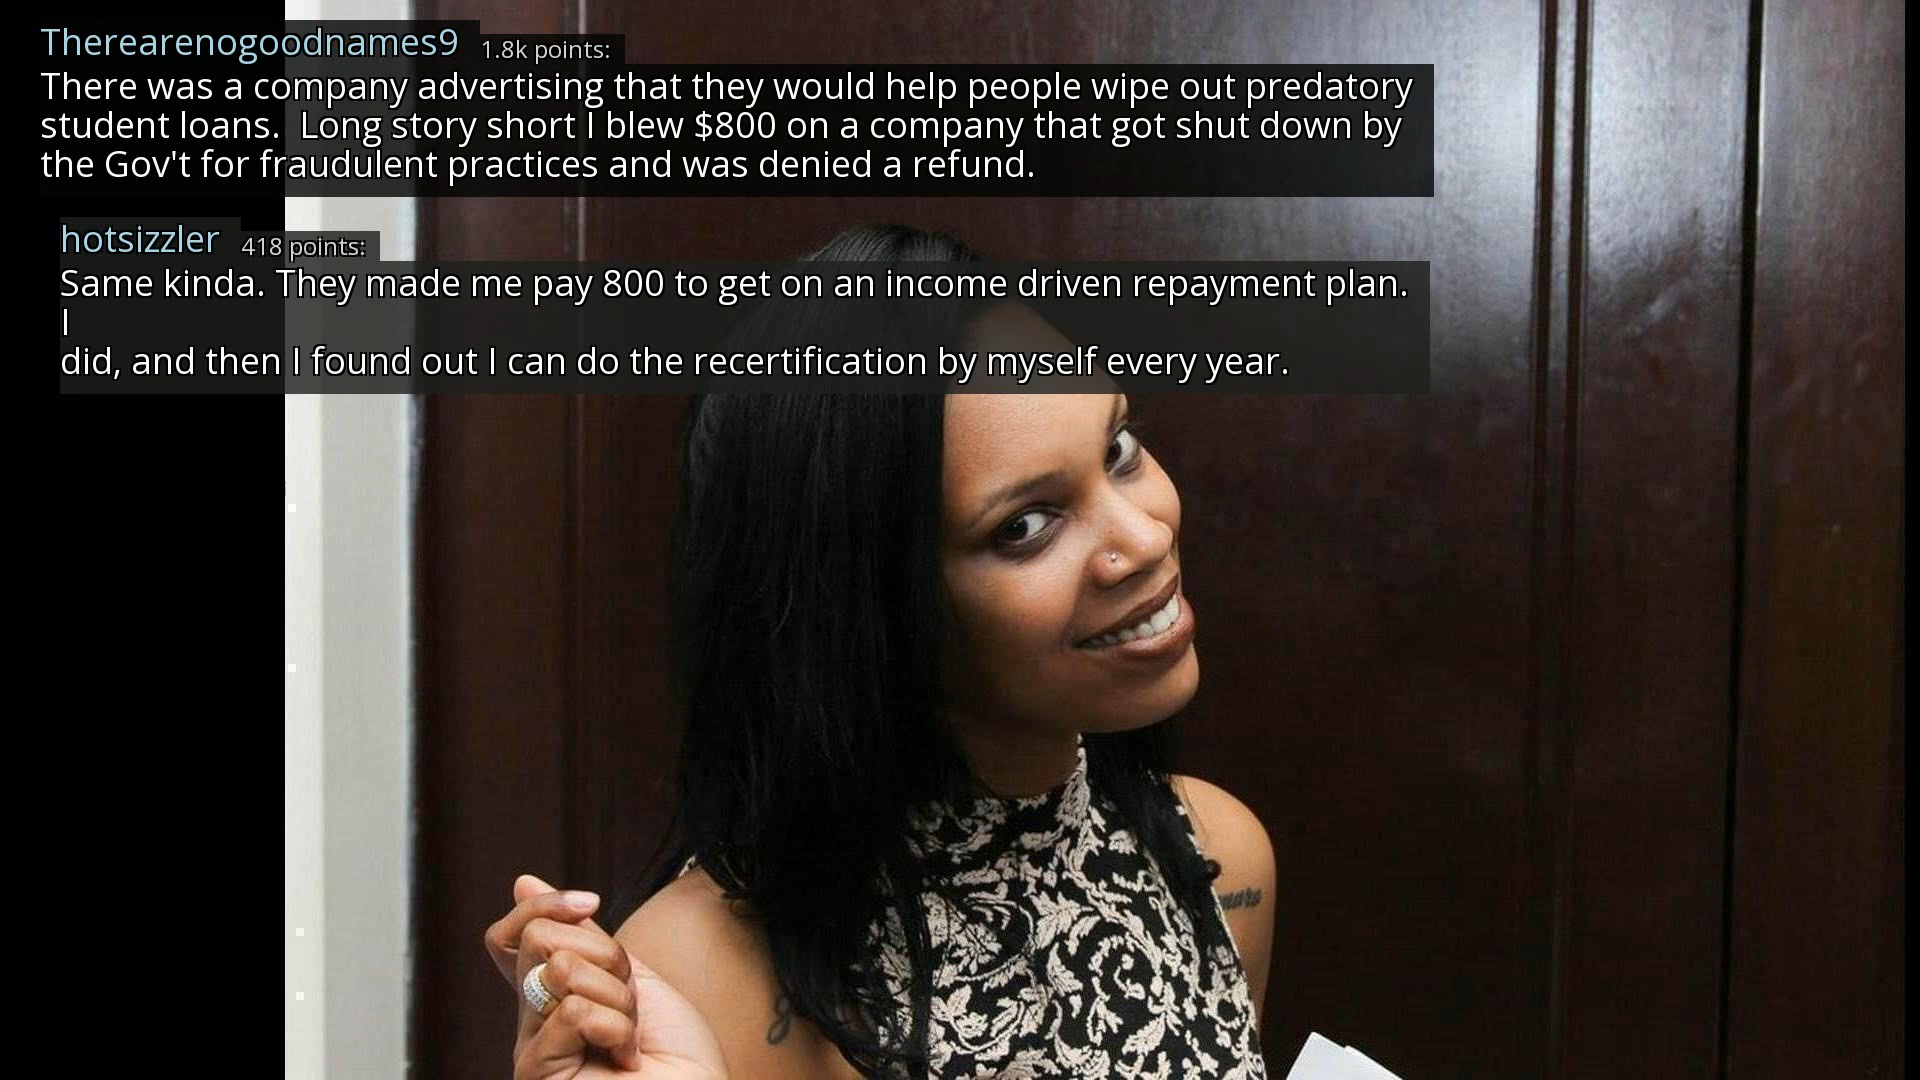 Therearenogoodnames9 1.8k points:
There was a company advertising that they would help people wipe out predatory
student loans.  Long story short I blew $800 on a company that got shut down by
the Gov't for fraudulent practices and was denied a refund.
hotsizzler 418 points:
Same kinda. They made me pay 800 to get on an income driven repayment plan.
I
did, and then I found out I can do the recertification by myself every year.